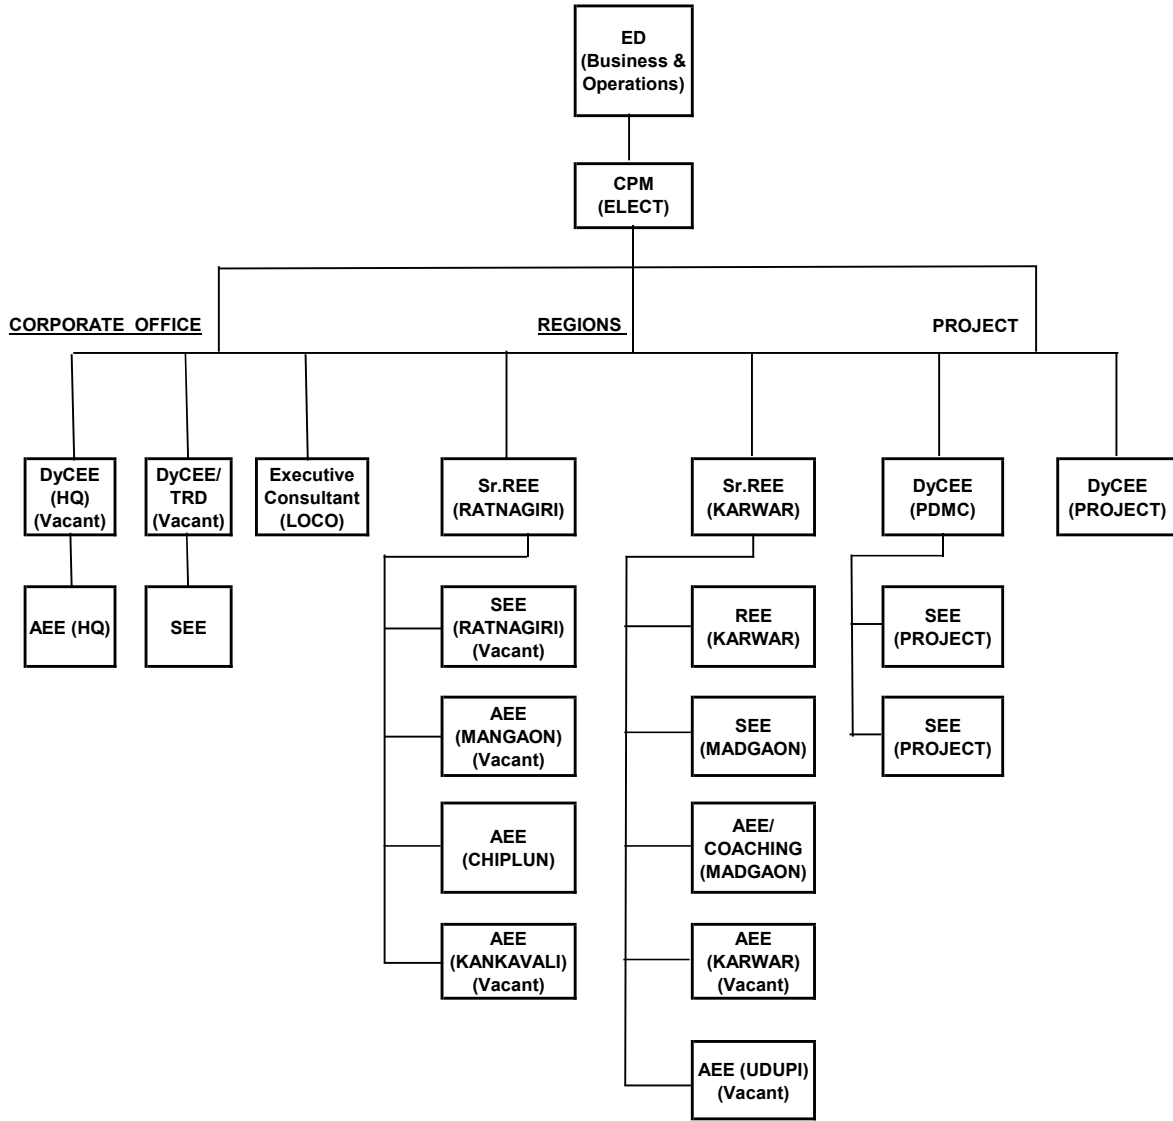 ED
(Business &
Operations)
CPM
(ELECT)
CORPORATE OFFICE
REGIONS
PROJECT
DyCEE
(HQ)
(Vacant)
DyCEE/
TRD
(Vacant)
Executive
Consultant
(LOCO)
Sr.REE
(RATNAGIRI)
Sr.REE
(KARWAR)
DyCEE
(PDMC)
DyCEE
(PROJECT)
AEE (HQ)
SEE
SEE
(RATNAGIRI)
(Vacant)
REE
(KARWAR)
SEE
(PROJECT)
AEE
(MANGAON)
(Vacant)
SEE
(MADGAON)
SEE
(PROJECT)
AEE
(CHIPLUN)
AEE/
COACHING
(MADGAON)
AEE
(KANKAVALI)
(Vacant)
AEE
(KARWAR)
(Vacant)
AEE (UDUPI)
(Vacant)